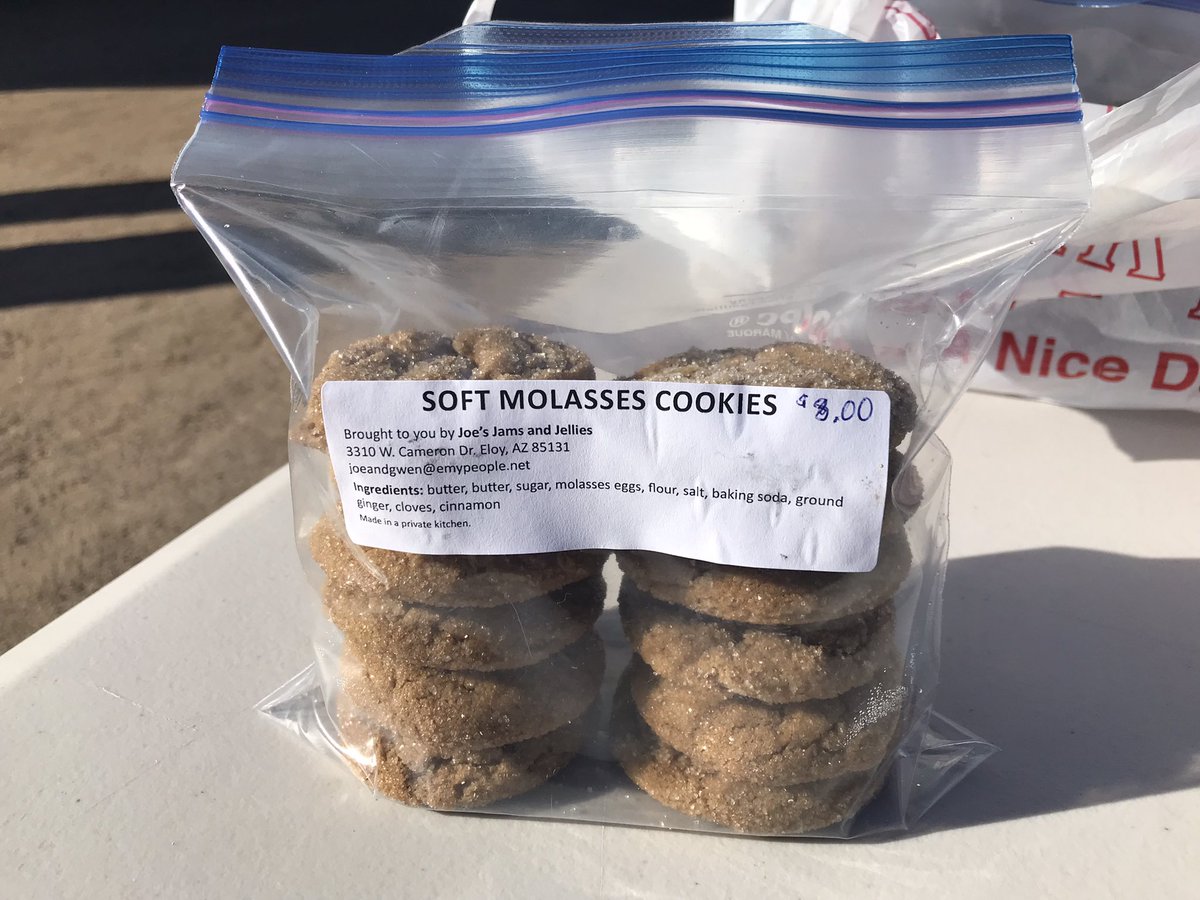 SOFT MOLASSES COOKIES $8.00
Brought to you by Joe's Jams and Jellies
3310 W. Cameron Dr. Eloy, AZ 85131
joeandgwen@emypeople.net
Ingredients: butter, butter, sugar, molasses eggs, flour, salt, baking soda, ground
ginger, cloves, cinnamon
Made in a private kitchen.
Nice D